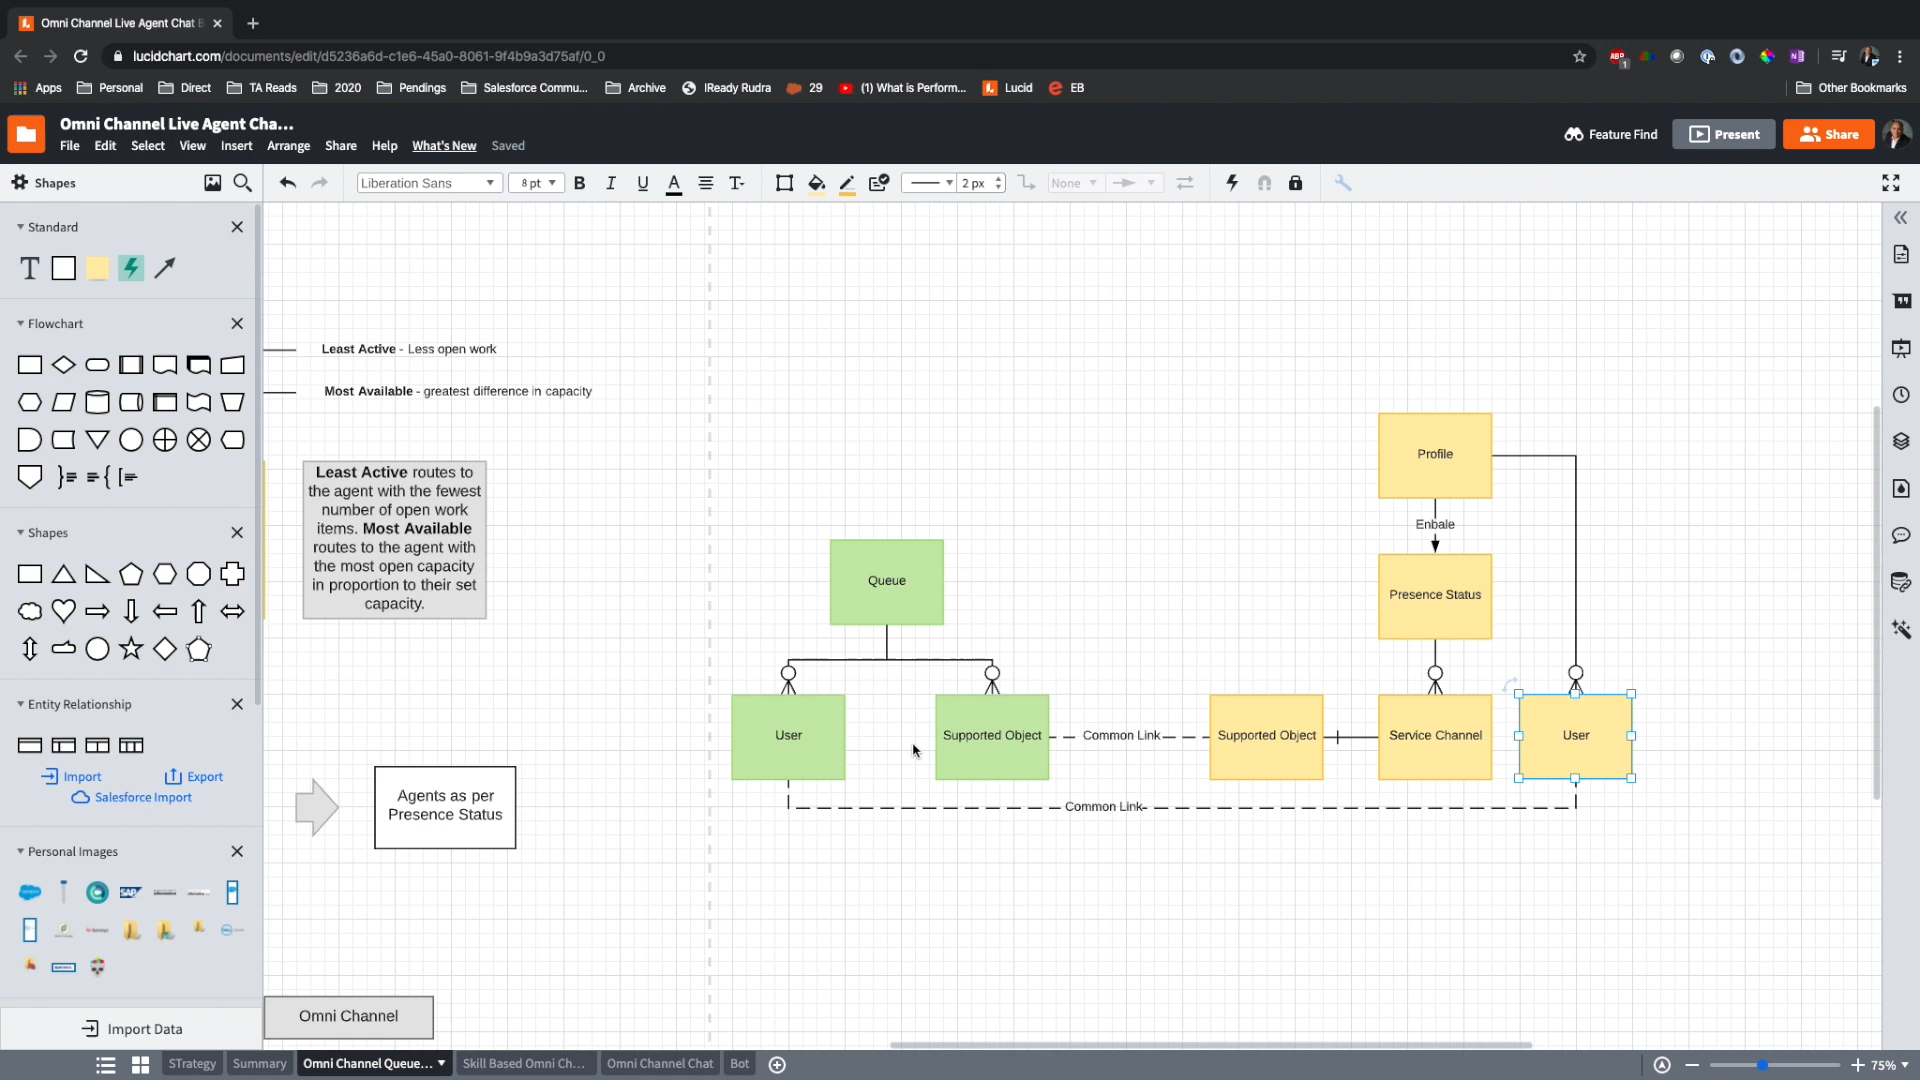 Omni Channel Live Agent Chat B
lucidchart.com/documents/edit/d5236a6d-c1e6-45a0-8061-9f4b9a3d75af/0_0
ABP
1
Apps
Personal
Direct
TA Reads
2020
Pendings
Salesforce Commu...
Archive
IReady Rudra
29
(1) What is Perform...
Lucid
EB
Other Bookmarks
Omni Channel Live Agent Cha...
File Edit Select View Insert Arrange Share Help What's New Saved
Feature Find
Present
Share
Shapes
Liberation Sans
8 pt
B I U A T
2 px
None
Standard
T
Flowchart
Shapes
Entity Relationship
Import
Export
Salesforce Import
Personal Images
SAP
Import Data
Least Active - Less open work
Most Available - greatest difference in capacity
Least Active routes to
the agent with the fewest
number of open work
items. Most Available
routes to the agent with
the most open capacity
in proportion to their set
capacity.
Agents as per
Presence Status
Omni Channel
Queue
User
Supported Object
Common Link
Supported Object
Service Channel
User
Profile
Enbale
Presence Status
Common Link
STrategy
Summary
Omni Channel Queue...
Skill Based Omni Ch...
Omni Channel Chat
Bot
75%